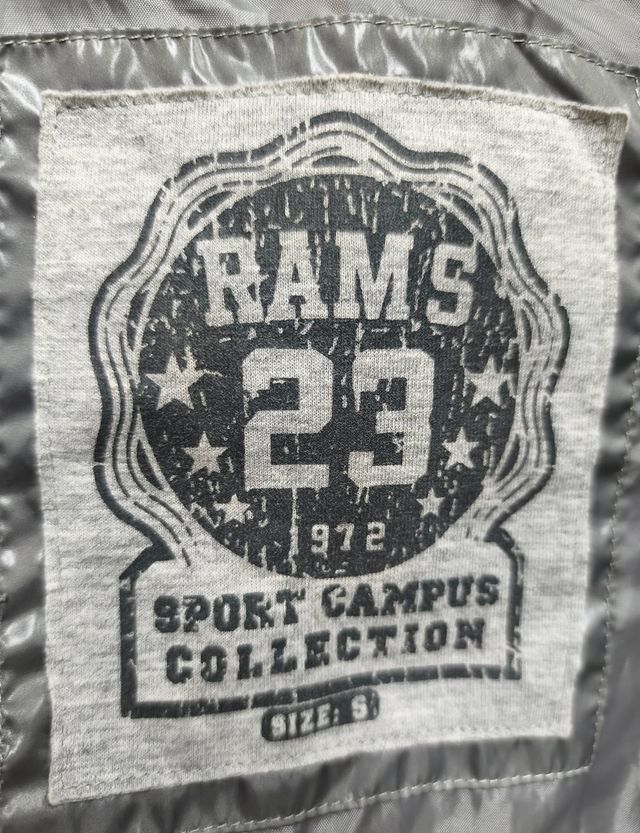 RAMS
23
972
SPORT CAMPUS
COLLECTION
SIZE: S